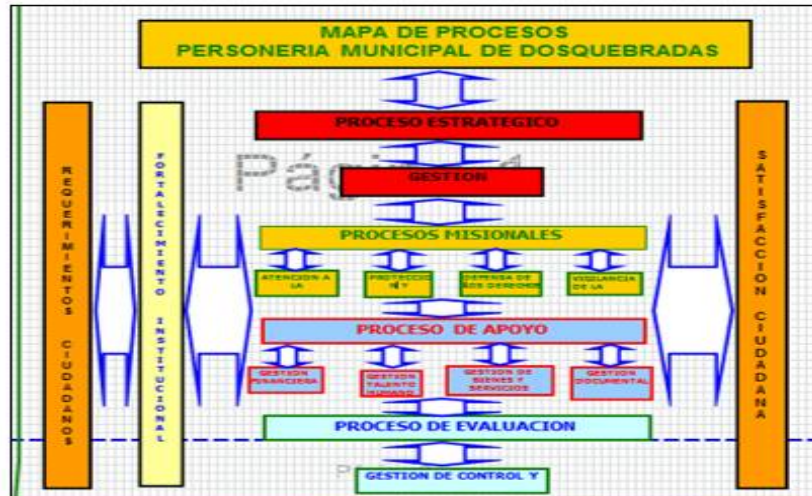 MAPA DE PROCESOS
PERSONERIA MUNICIPAL DE DOSQUEBRADAS
PROCESO ESTRATEGICO
GESTION
REQUERIMIENTOS CIUDADANOS
FORTALECIMIENTO INSTITUCIONAL
SATISFACCION CIUDADANA
PROCESOS MISIONALES
ATENCION A
LA
PROTECCIO
N Y
DEFENSA DE
LOS DERECHOS
VIGILANCIA
DE LA
PROCESO DE APOYO
GESTION
FINANCIERA
GESTION
TALENTO
HUMANO
GESTION DE
BIENES Y
SERVICIOS
GESTION
DOCUMENTAL
PROCESO DE EVALUACION
GESTION DE CONTROL Y